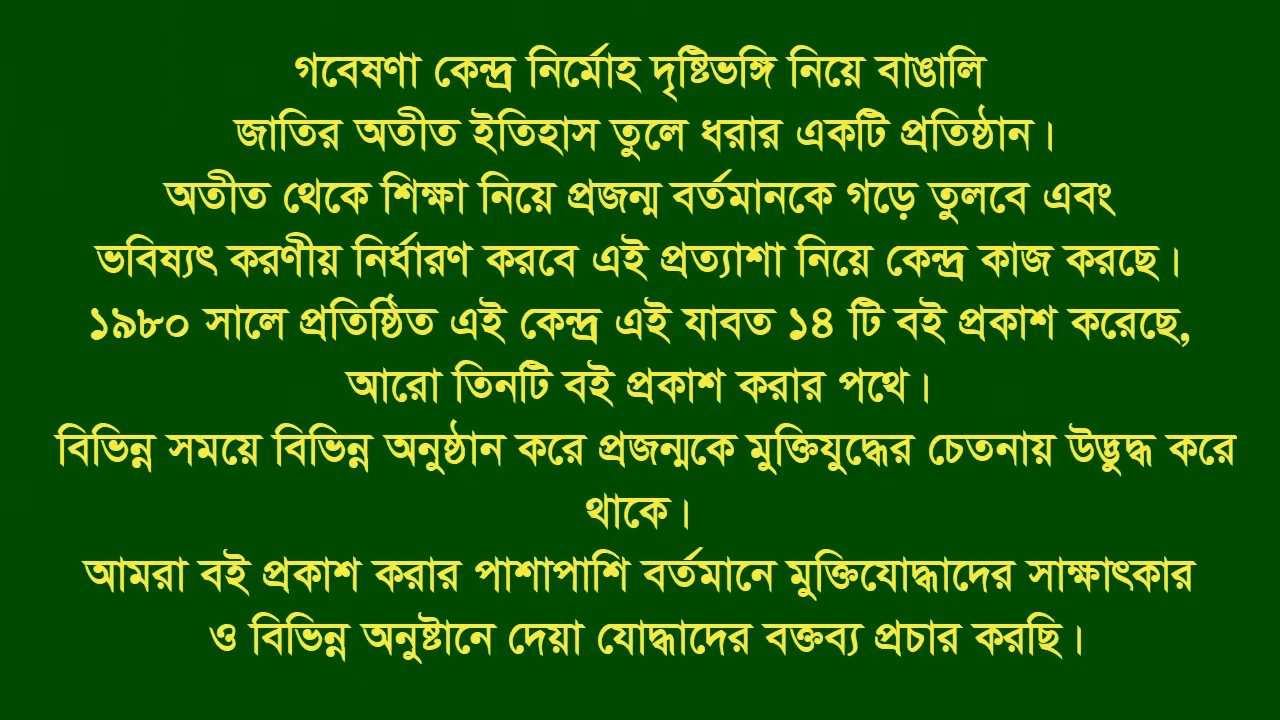 গবেষণা কেন্দ্র নির্মোহ দৃষ্টিভঙ্গি নিয়ে বাঙালি
জাতির অতীত ইতিহাস তুলে ধরার একটি প্রতিষ্ঠান।
অতীত থেকে শিক্ষা নিয়ে প্রজন্ম বর্তমানকে গড়ে তুলবে এবং
ভবিষ্যৎ করণীয় নির্ধারণ করবে এই প্রত্যাশা নিয়ে কেন্দ্র কাজ করছে।
১৯৮০ সালে প্রতিষ্ঠিত এই কেন্দ্র এই যাবত ১৪ টি বই প্রকাশ করেছে,
আরো তিনটি বই প্রকাশ করার পথে।
বিভিন্ন সময়ে বিভিন্ন অনুষ্ঠান করে প্রজন্মকে মুক্তিযুদ্ধের চেতনায় উদ্ভুদ্ধ করে
থাকে।
আমরা বই প্রকাশ করার পাশাপাশি বর্তমানে মুক্তিযোদ্ধাদের সাক্ষাৎকার
ও বিভিন্ন অনুষ্টানে দেয়া যোদ্ধাদের বক্তব্য প্রচার করছি।